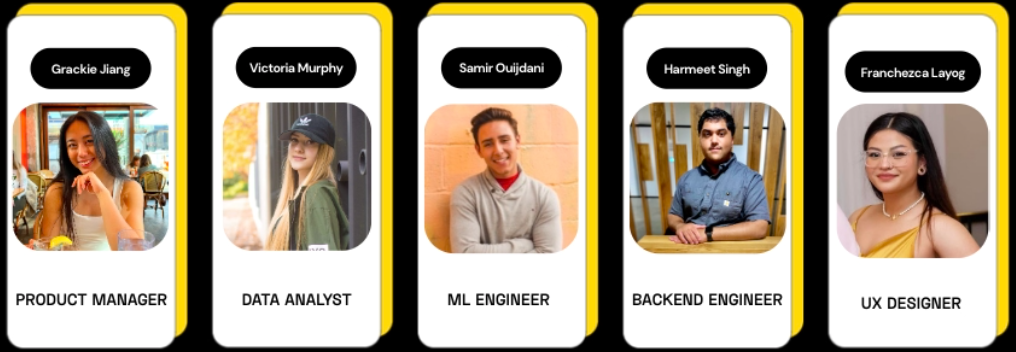 Grackie Jiang
Victoria Murphy
Samir Ouijdani
Harmeet Singh
Franchezca Layog
PRODUCT MANAGER
DATA ANALYST
ML ENGINEER
BACKEND ENGINEER
UX DESIGNER